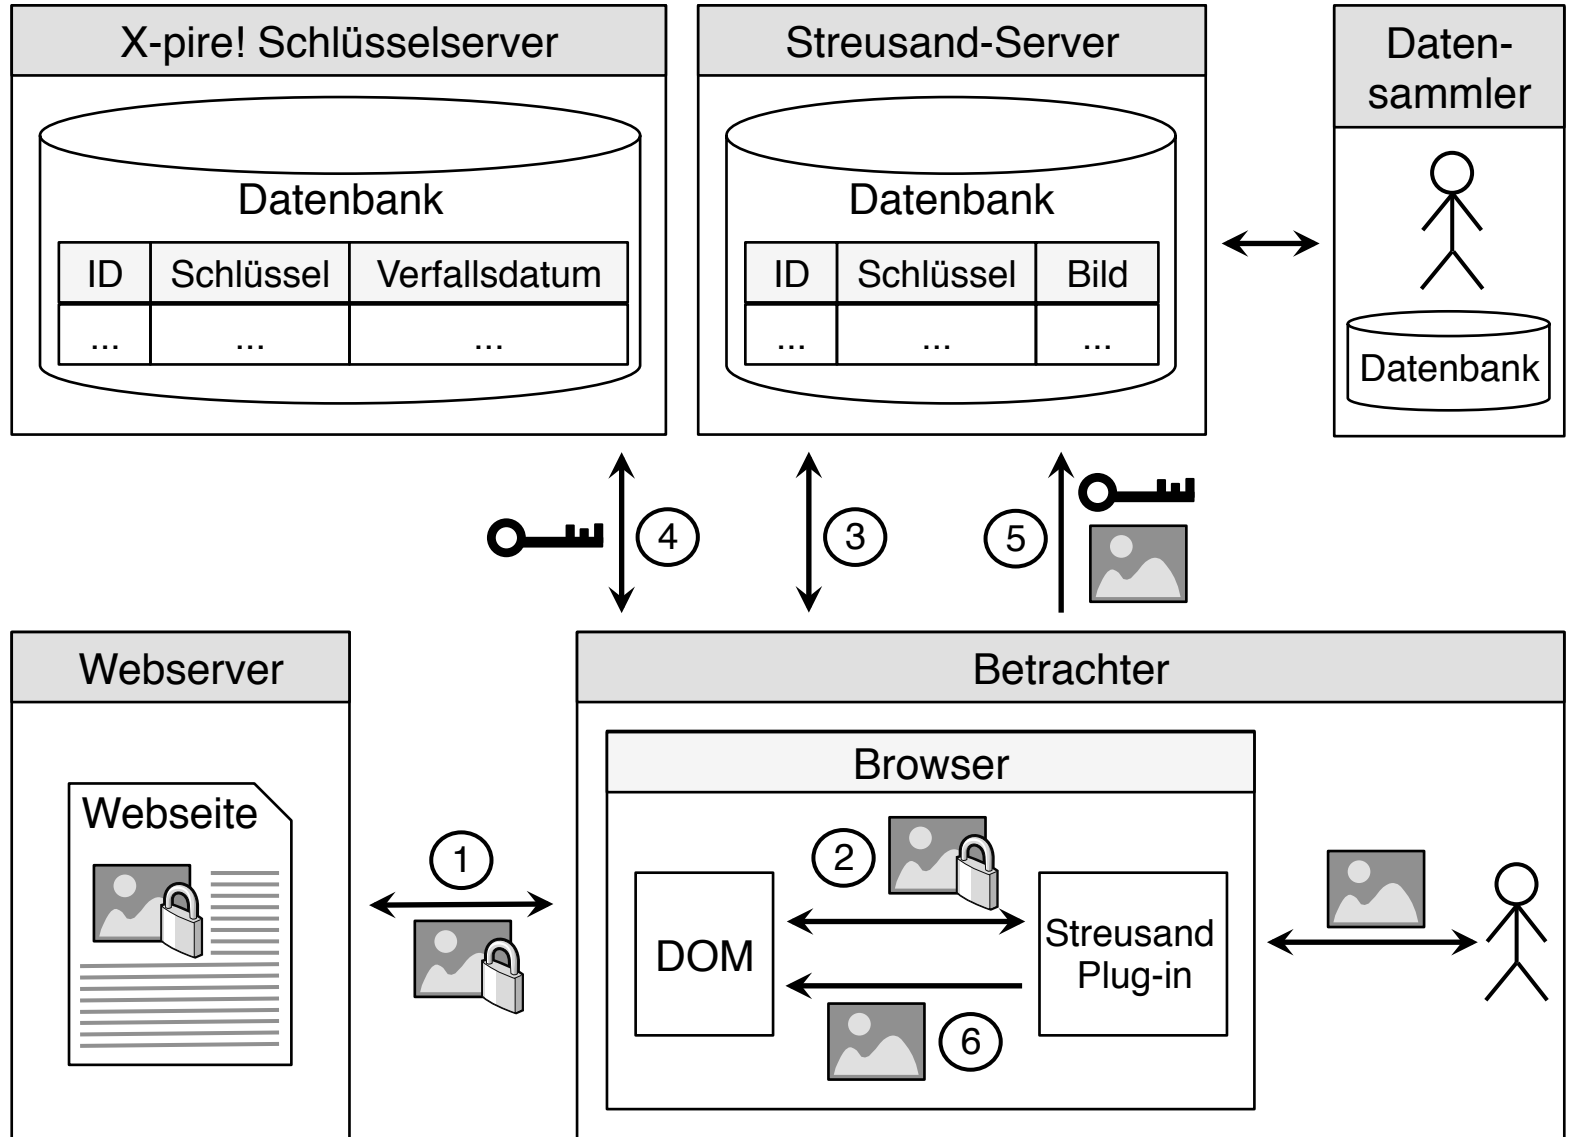 X-pire! Schlüsselserver
Datenbank
ID Schlüssel Verfallsdatum
... ... ...
Streusand-Server
Datenbank
ID Schlüssel Bild
... ... ...
Daten-
sammler
Datenbank
4
3
5
Webserver
Webseite
1
Betrachter
Browser
2
DOM
Streusand
Plug-in
6